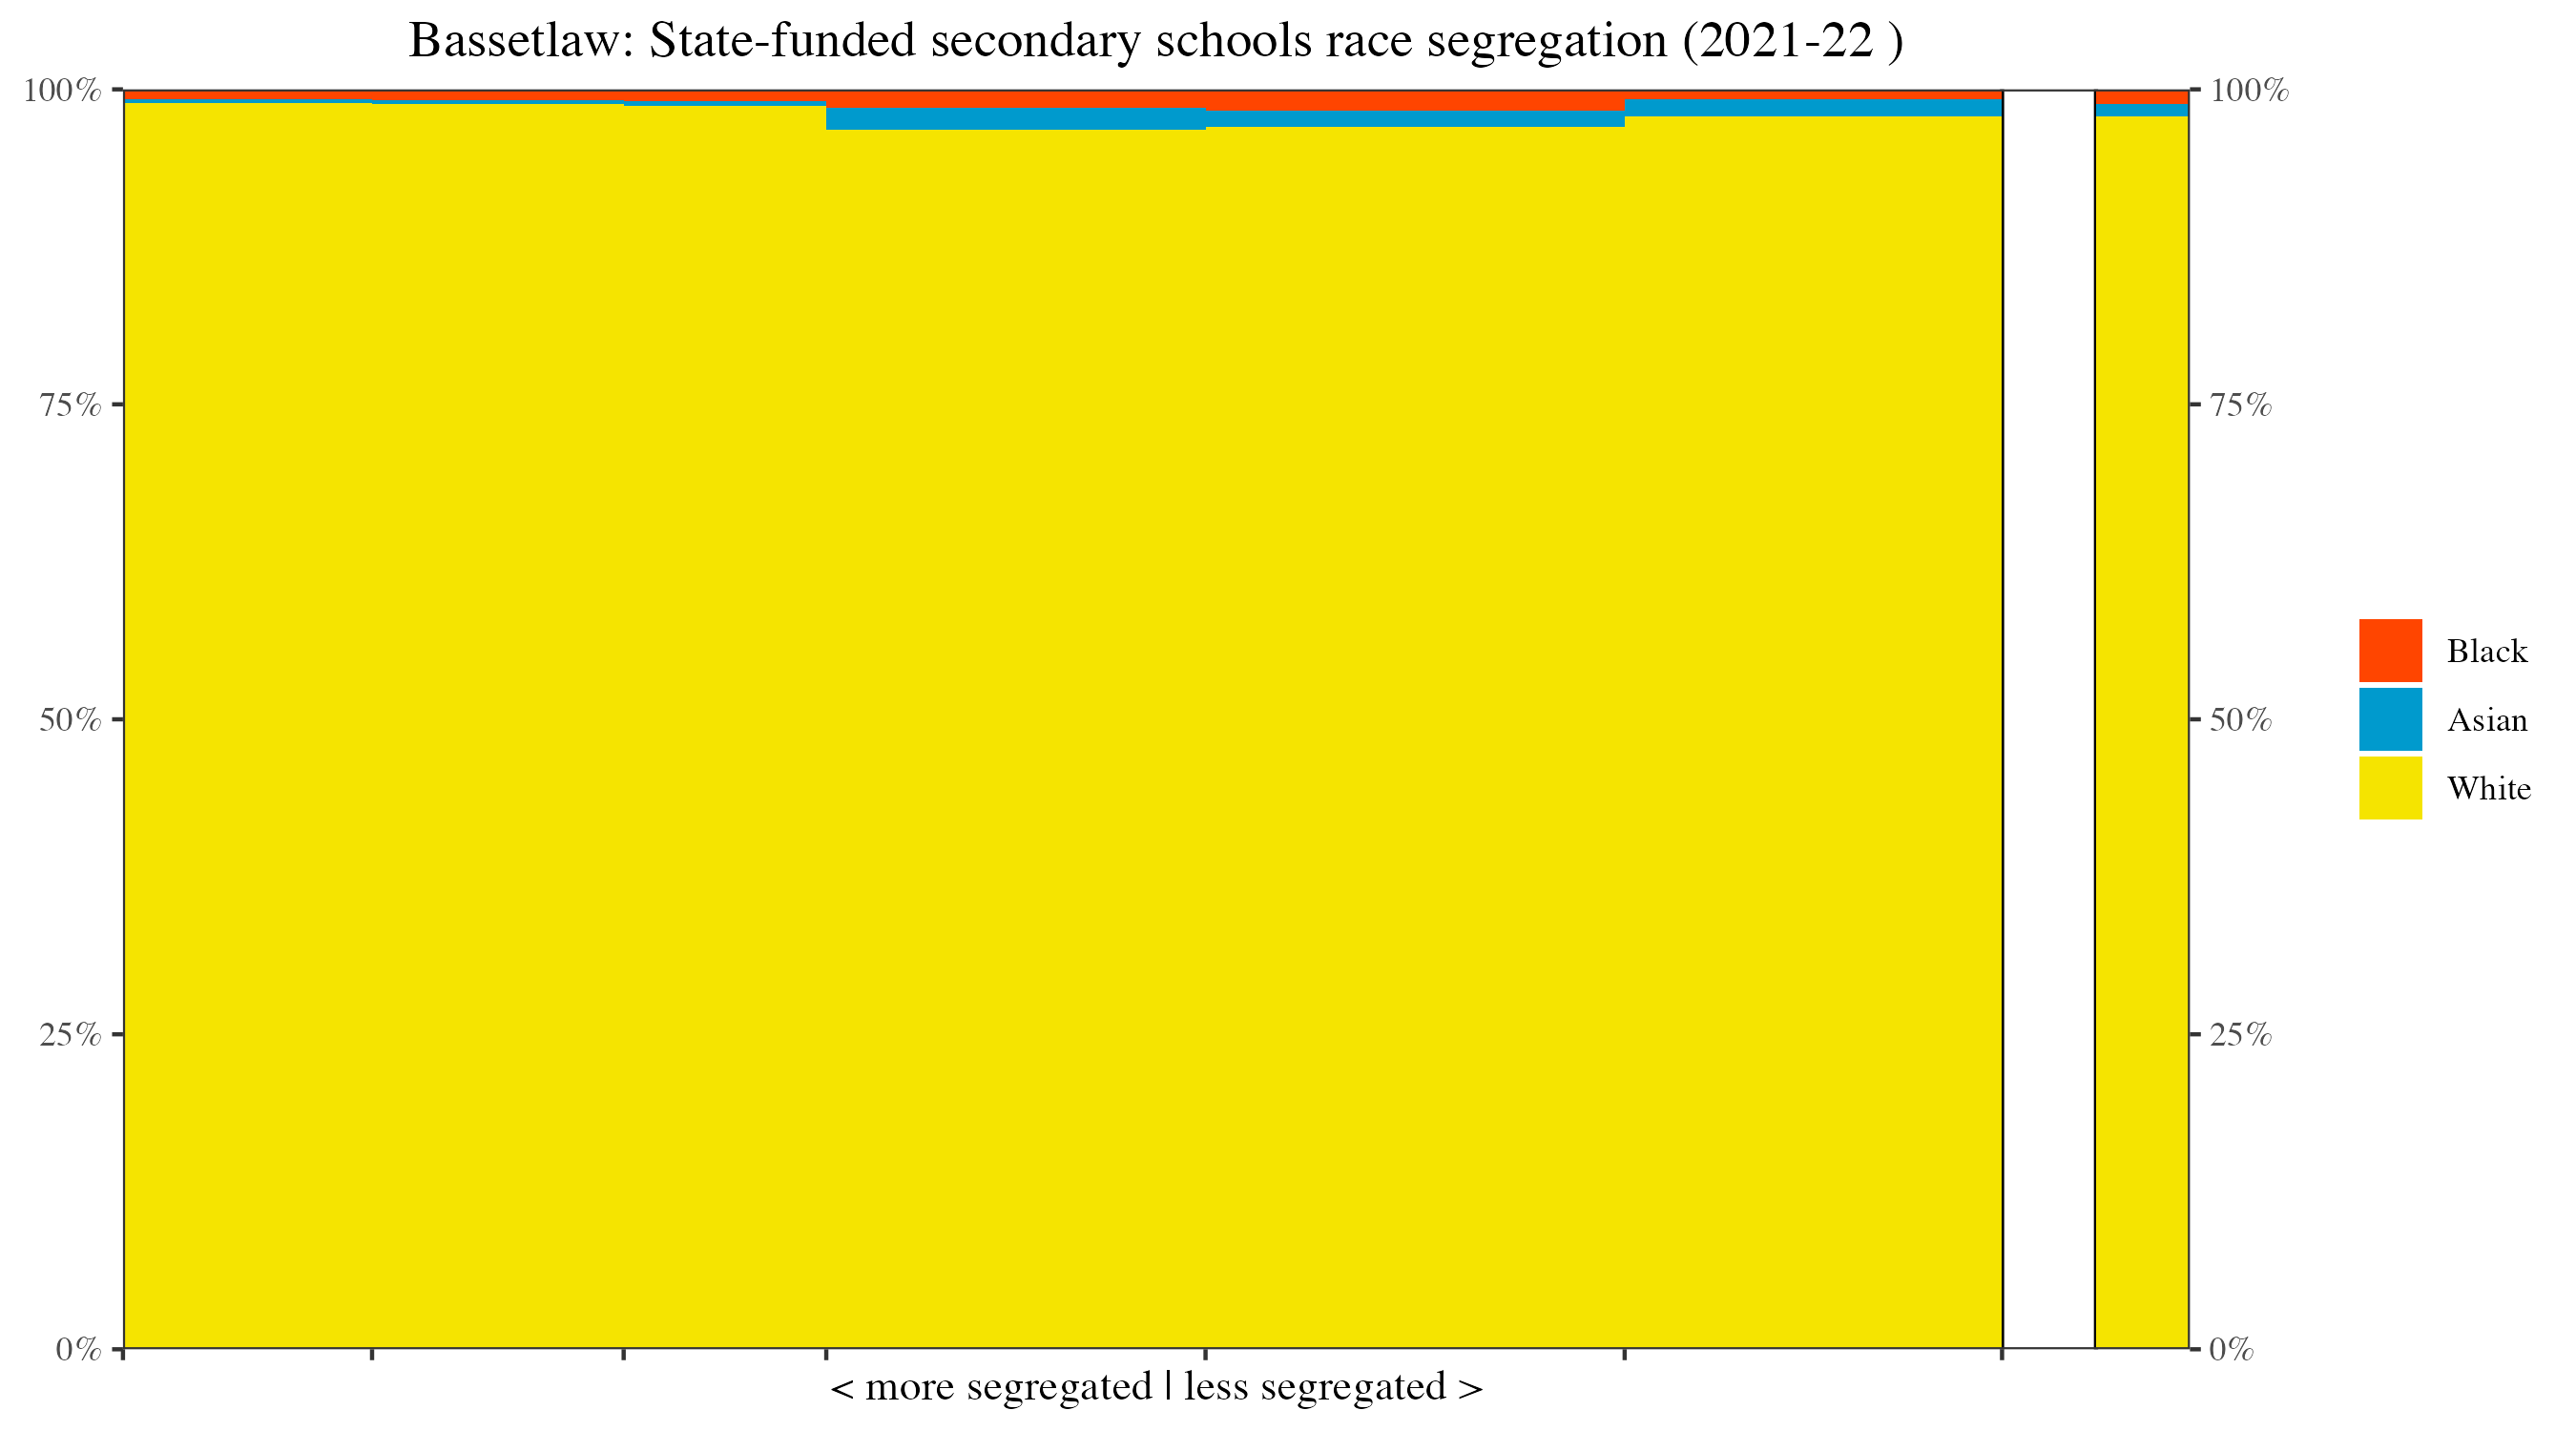 Bassetlaw: State-funded secondary schools race segregation (2021-22 )
100%
75%
50%
25%
0%
100%
75%
50%
25%
0%
Black
Asian
White
< more segregated | less segregated >